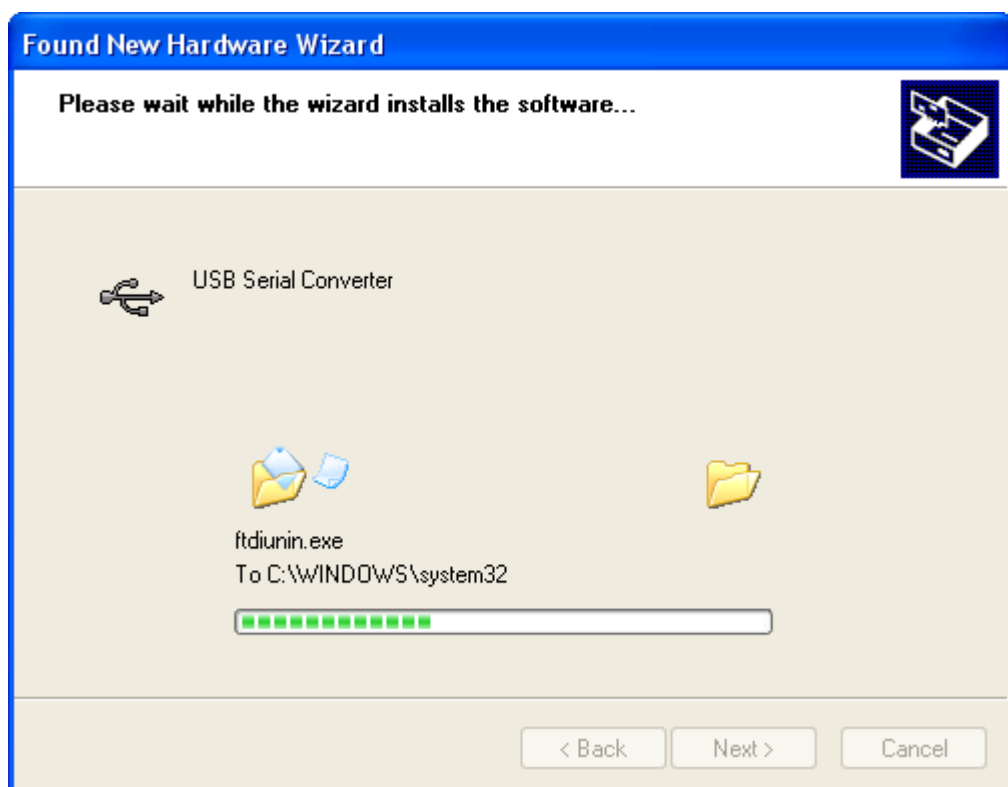 Found New Hardware Wizard
Please wait while the wizard installs the software...
USB Serial Converter
ftdiunin.exe
To C:\WINDOWS\system32
< Back
Next >
Cancel